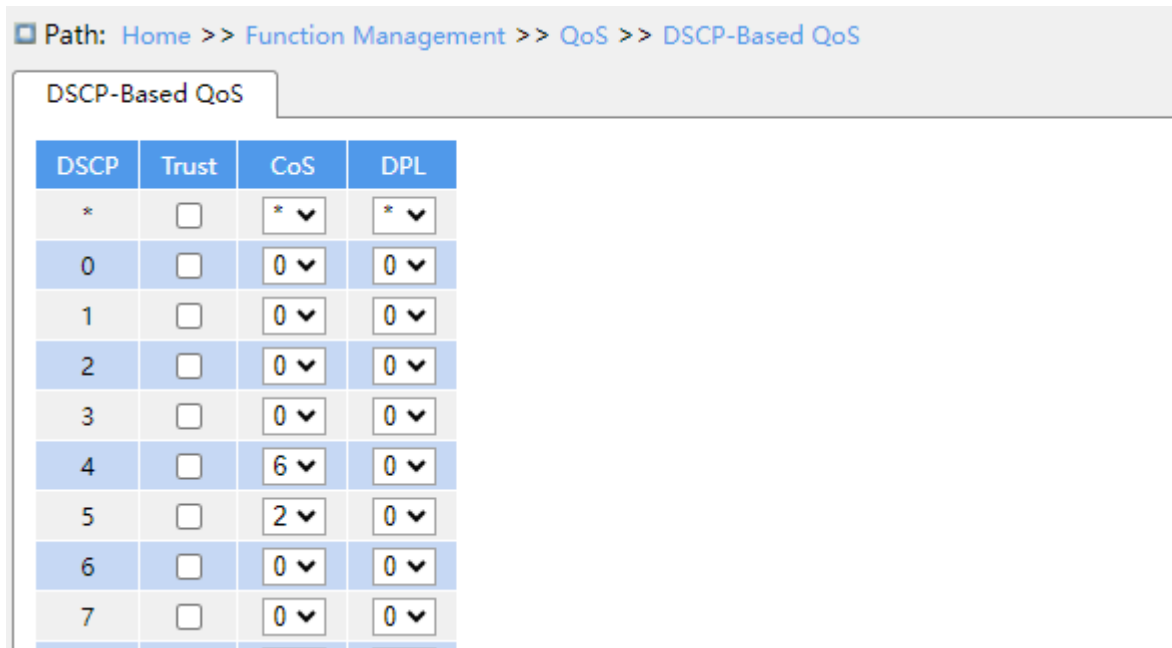 Path: Home >> Function Management >> QoS >> DSCP-Based QoS
DSCP-Based QoS
DSCP Trust CoS DPL
* * *
0 0 0
1 0 0
2 0 0
3 0 0
4 6 0
5 2 0
6 0 0
7 0 0